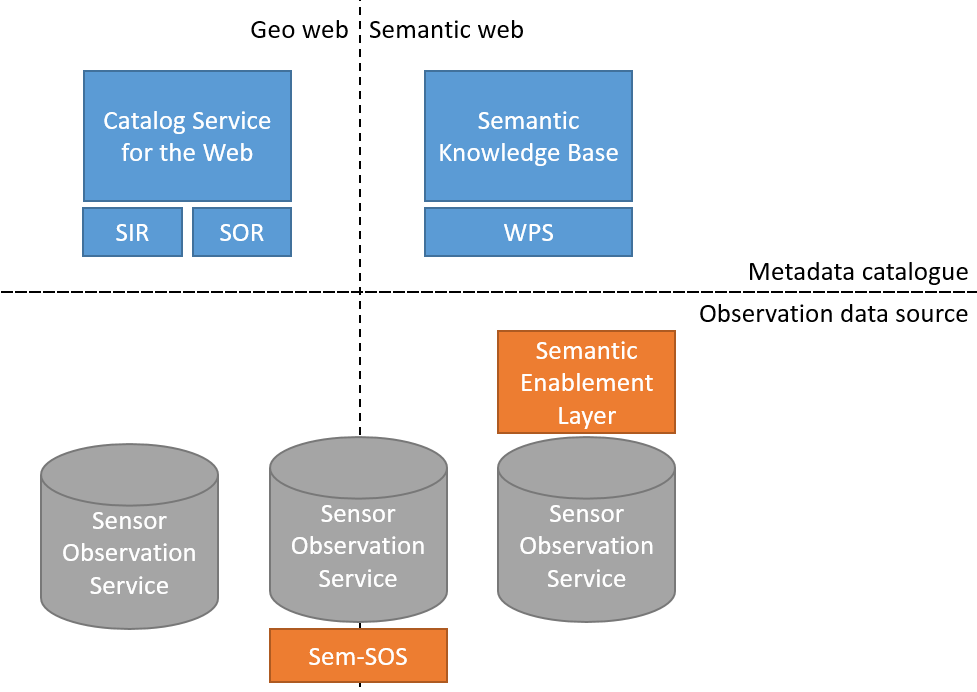 Geo web
Semantic web
Catalog Service
for the Web
SIR
SOR
Semantic
Knowledge Base
WPS
Metadata catalogue
Observation data source
Semantic
Enablement
Layer
Sensor
Observation
Service
Sensor
Observation
Service
Sensor
Observation
Service
Sem-SOS